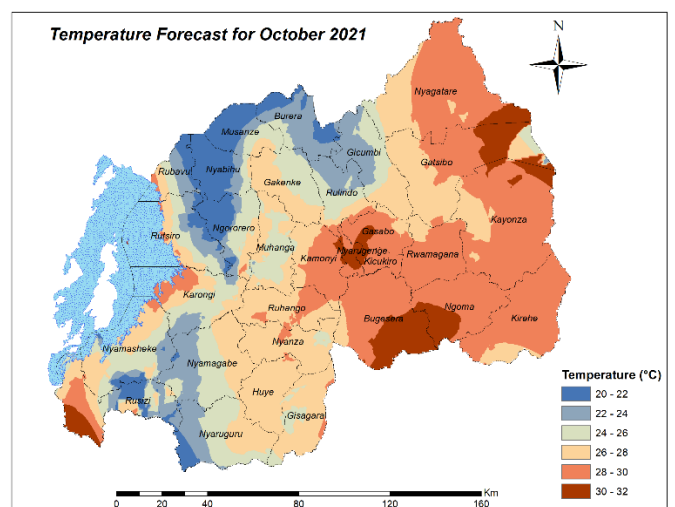 Temperature Forecast for October 2021
N
Nyagatare
Burera
Musanze
Gicumbi
Rubavu
Nyabihu
Gatsibo
Gakenke
Rulindo
Ngororero
Kayonza
Rutsiro
Muhanga
Gasabo
Nyarugenge
Kamonyi
Kicukiro
Rwamagana
Karongi
Ruhango
Bugesera
Ngoma
Kirehe
Nyamasheke
Nyanza
Nyamagabe
Huye
Rusizi
Gisagara
Nyaruguru
Temperature (°C)
20 - 22
22 - 24
24 - 26
26 - 28
28 - 30
30 - 32
Km
0 20 40 80 120 160